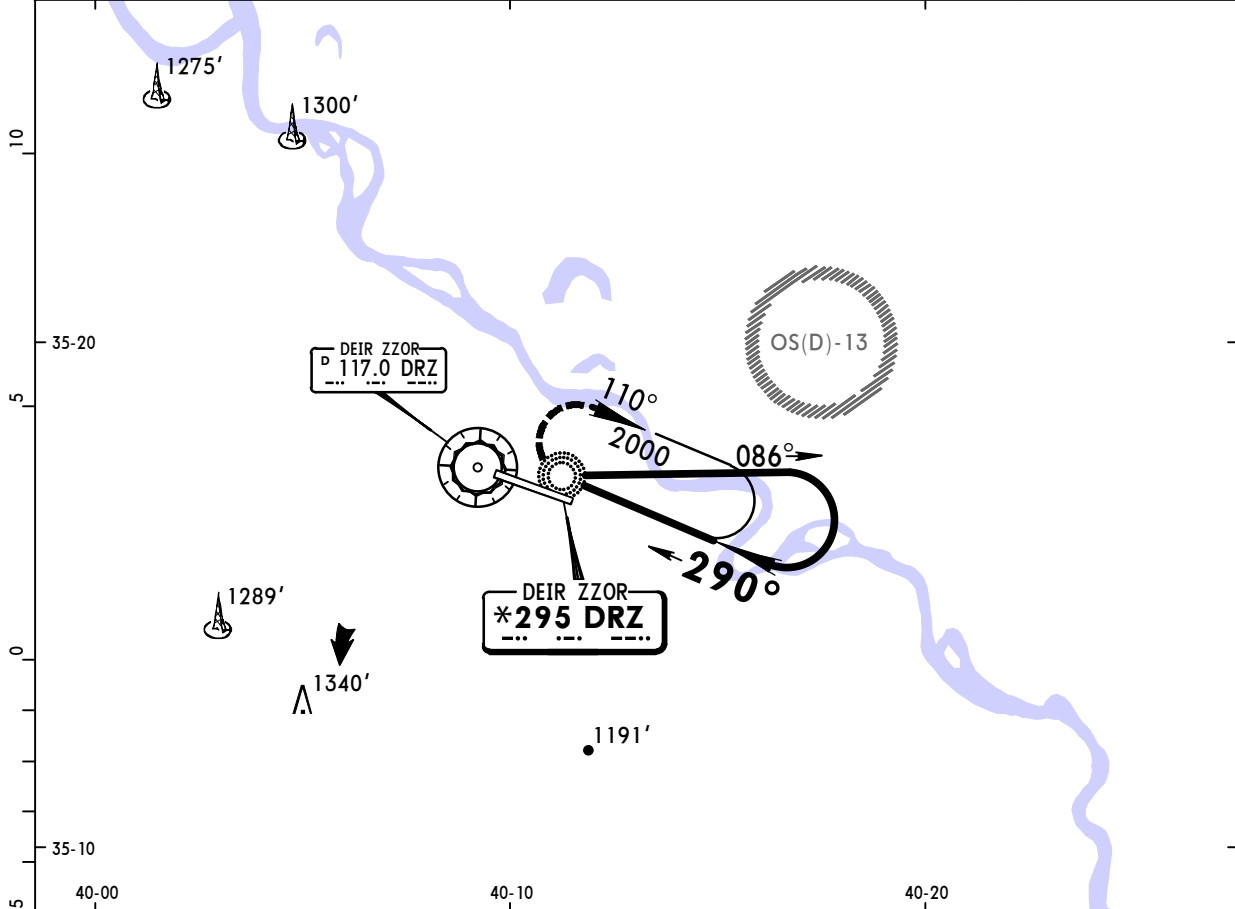 1275'
1300'
10
35-20
OS(D)-13
DEIR ZZOR
D 117.0 DRZ
-·· ·-· --··
5
110°
2000
086°
290°
DEIR ZZOR
*295 DRZ
-·· ·-· --··
1289'
0
1340'
1191'
35-10
40-00
40-10
40-20
5